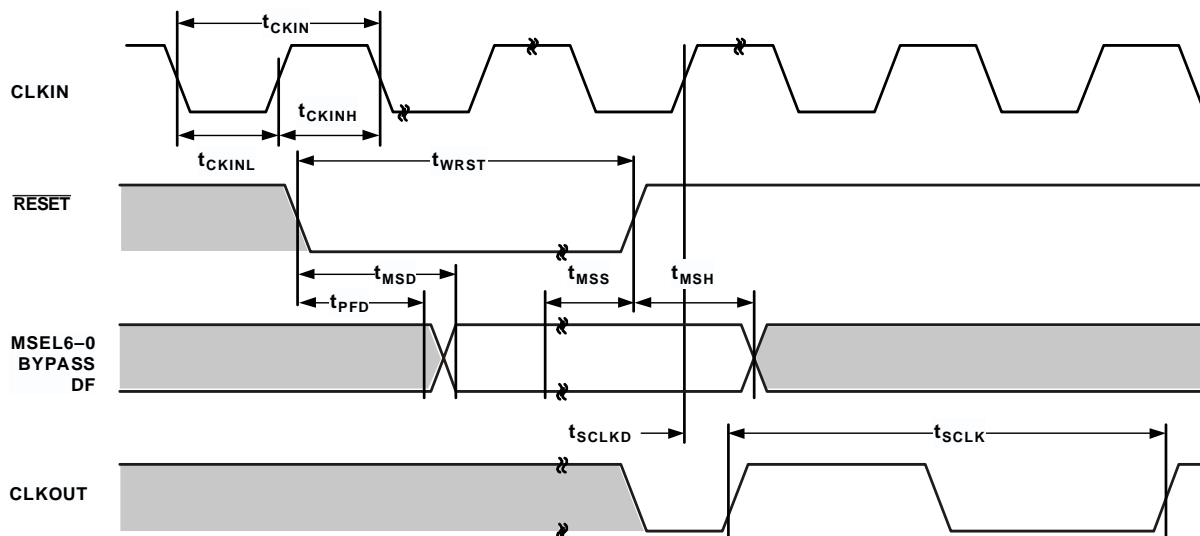 tCKIN
CLKIN
tCKINH
tCKINL
tWRST
RESET
tMSD
tMSS
tMSH
tPFD
MSEL6–0
BYPASS
DF
tSCLKD
tSCLK
CLKOUT